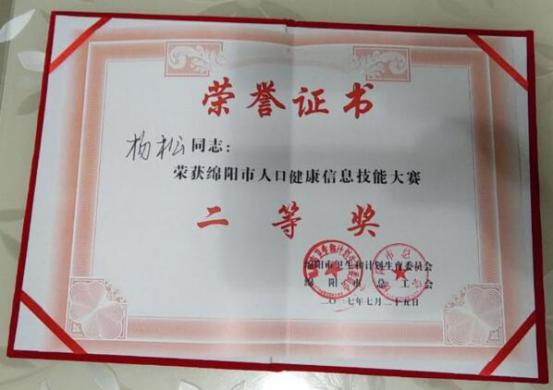 荣誉证书
杨松同志：
荣获绵阳市人口健康信息技能大赛
二等奖
绵阳市卫生和计划生育委员会
绵阳市总工会
二〇一七年七月二十五日